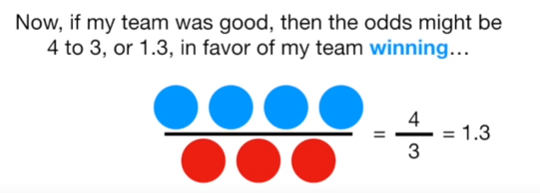 Now, if my team was good, then the odds might be
4 to 3, or 1.3, in favor of my team winning...
= 4/3 = 1.3